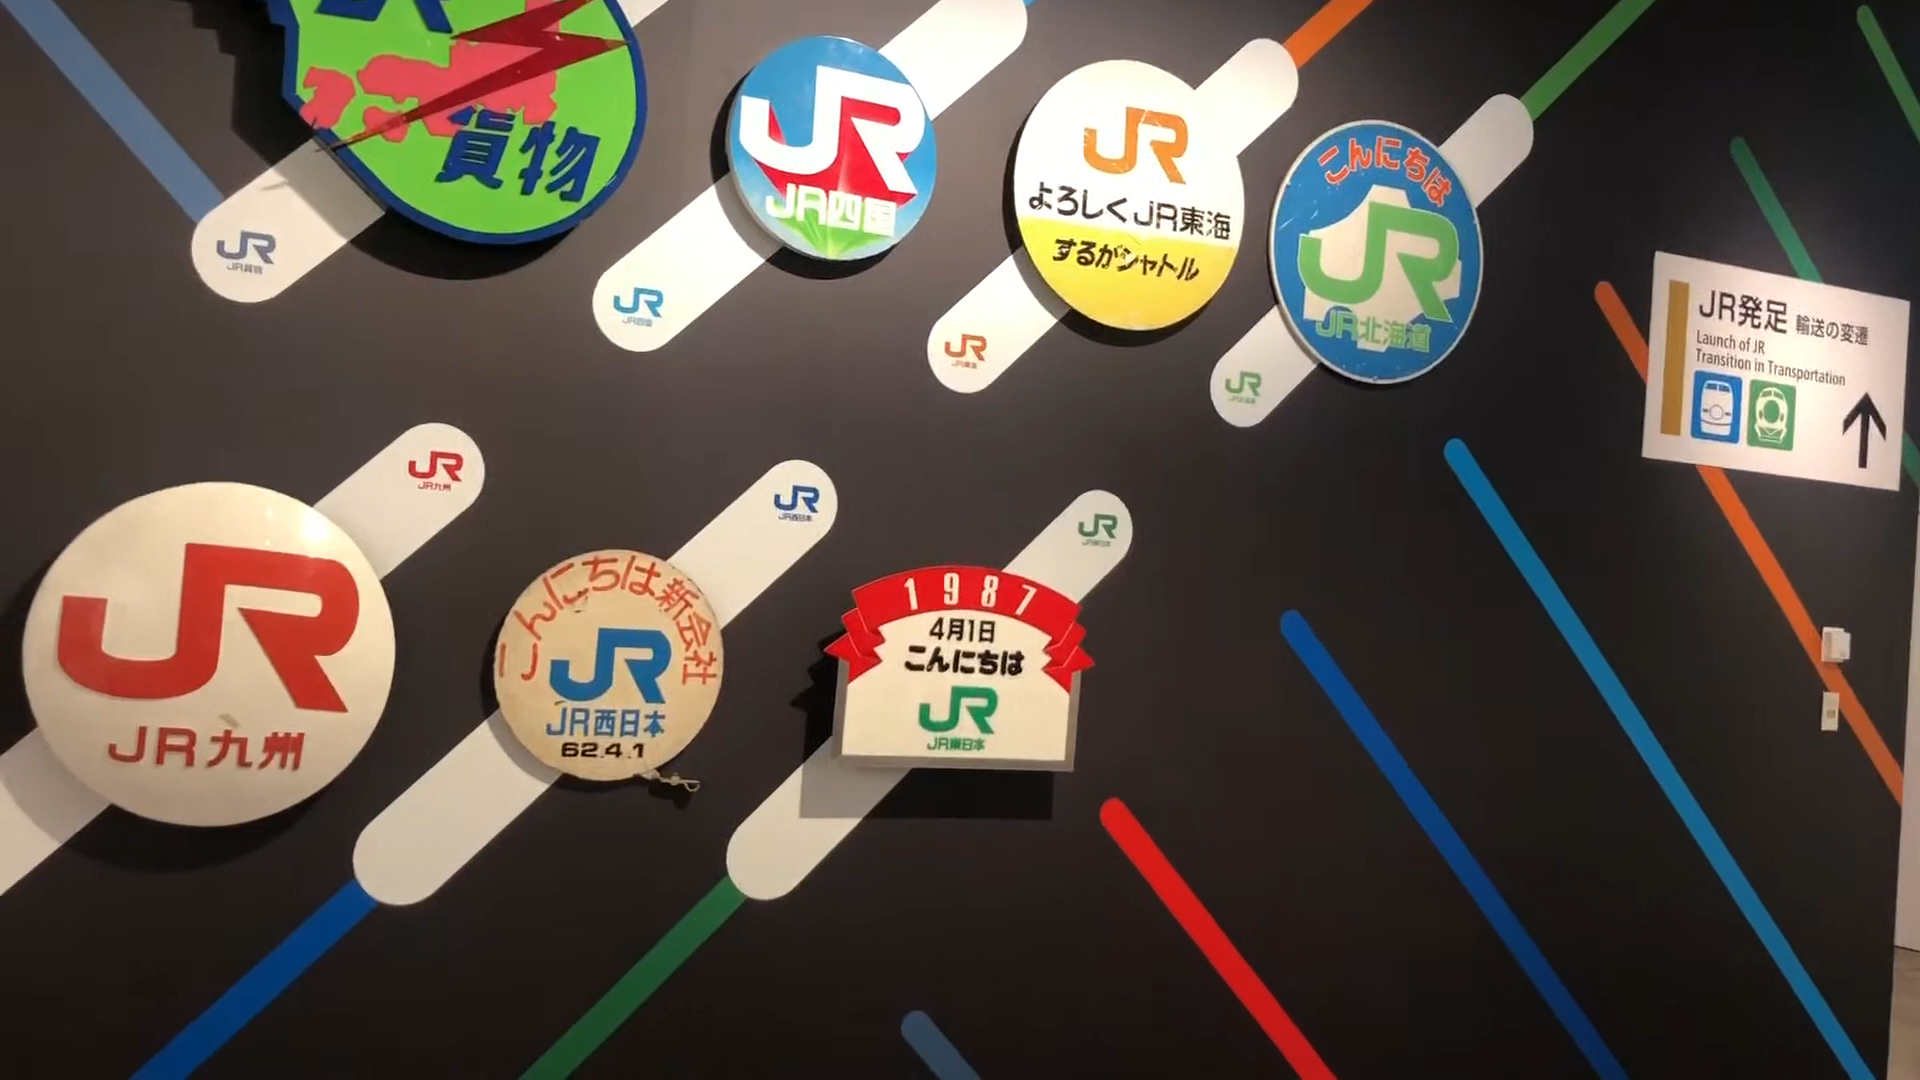 JR
貨物
JR
JR貨物
JR
JR四国
JR
JR四国
JR
よろしくJR東海
するがシャトル
JR
JR東海
こんにちは
JR
JR北海道
JR
JR北海道
JR発足 輸送の変遷
Launch of JR
Transition in Transportation
JR
JR九州
JR
JR九州
JR
JR西日本
こんにちは新会社
JR
JR西日本
62.4.1
JR
JR東日本
1987
4月1日
こんにちは
JR
JR東日本